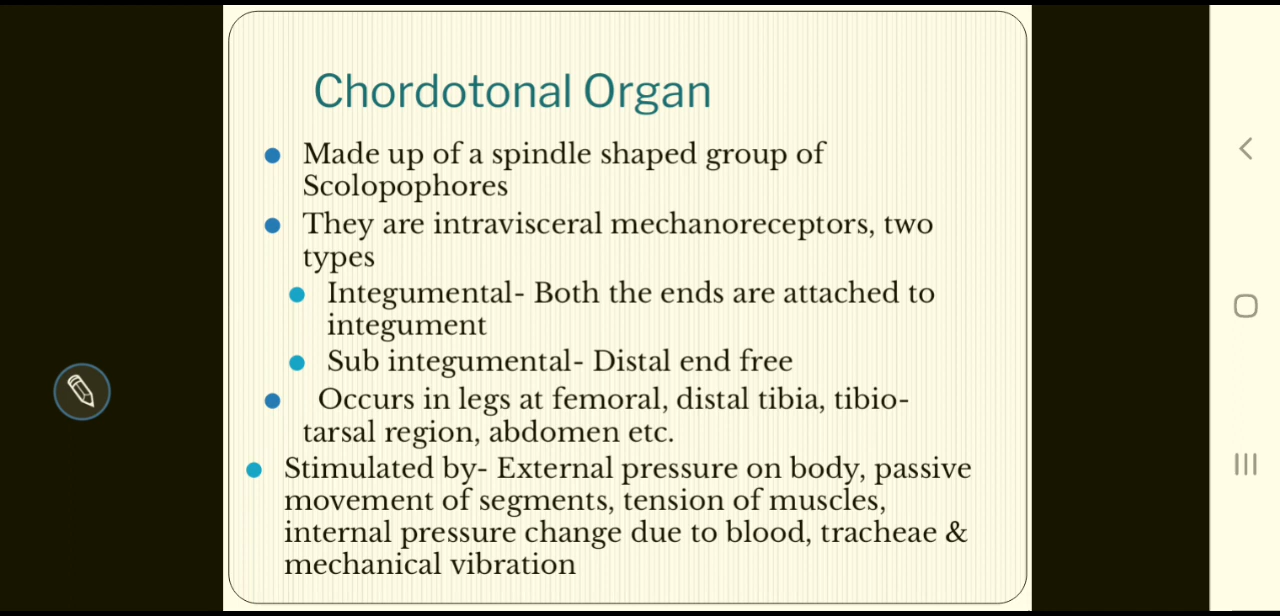 Chordotonal Organ
Made up of a spindle shaped group of
Scolopophores
They are intravisceral mechanoreceptors, two
types
Integumental- Both the ends are attached to
integument
Sub integumental- Distal end free
Occurs in legs at femoral, distal tibia, tibio-
tarsal region, abdomen etc.
Stimulated by- External pressure on body, passive
movement of segments, tension of muscles,
internal pressure change due to blood, tracheae &
mechanical vibration